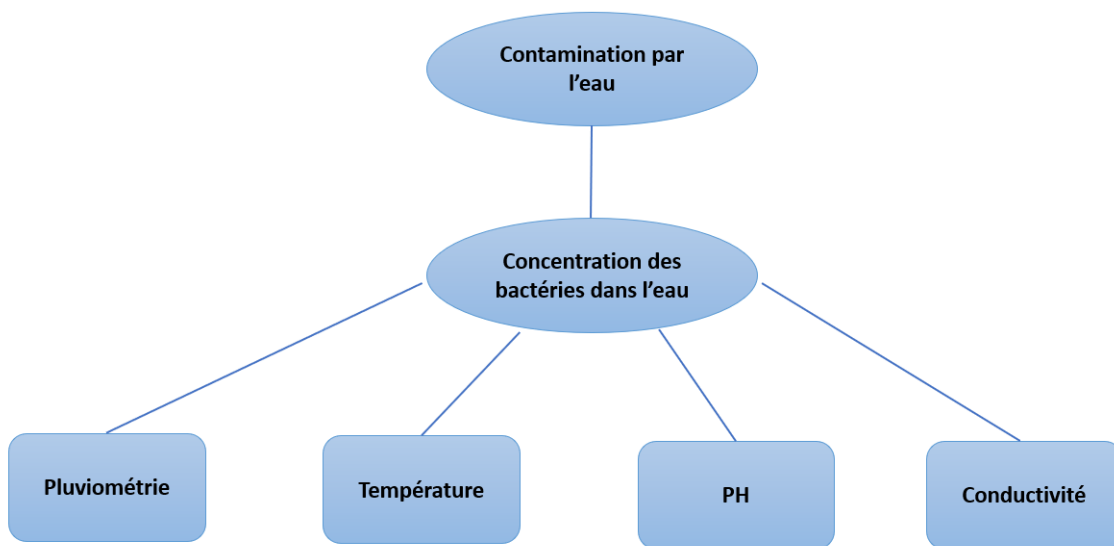 Contamination par
l'eau
Concentration des
bactéries dans l'eau
Pluviométrie
Température
PH
Conductivité